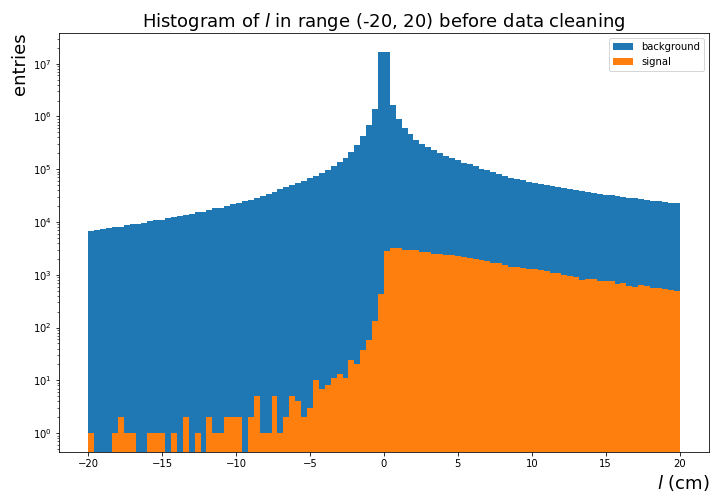 Histogram of l in range (-20, 20) before data cleaning
entries
background
signal
10⁷
10⁶
10⁵
10⁴
10³
10²
10¹
10⁰
−20 −15 −10 −5 0 5 10 15 20
l (cm)